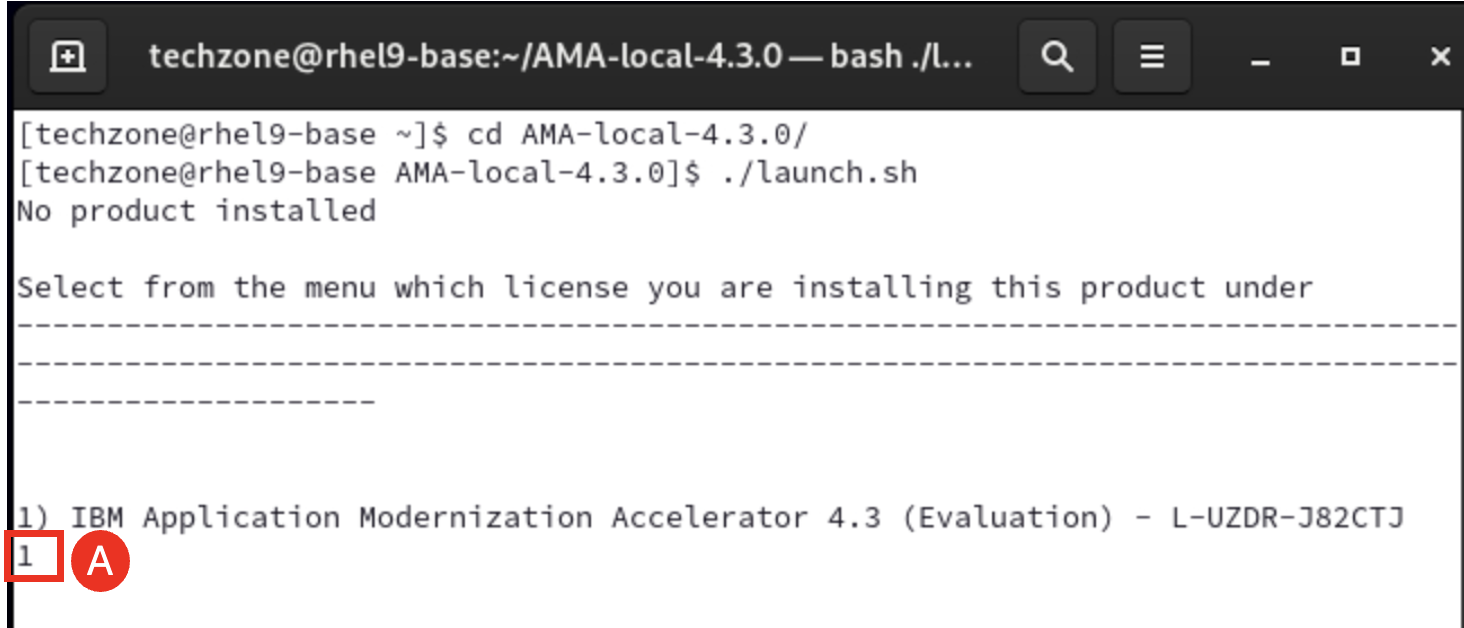 techzone@rhel9-base:~/AMA-local-4.3.0 — bash ./l...
[techzone@rhel9-base ~]$ cd AMA-local-4.3.0/
[techzone@rhel9-base AMA-local-4.3.0]$ ./launch.sh
No product installed
Select from the menu which license you are installing this product under
--------------------------------------------------------------------------------
--------------------------------------------------------------------------------
--------------------
1) IBM Application Modernization Accelerator 4.3 (Evaluation) - L-UZDR-J82CTJ
1
A